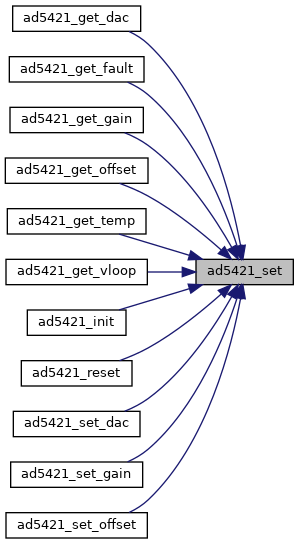 ad5421_get_dac
ad5421_get_fault
ad5421_get_gain
ad5421_get_offset
ad5421_get_temp
ad5421_get_vloop
ad5421_set
ad5421_init
ad5421_reset
ad5421_set_dac
ad5421_set_gain
ad5421_set_offset